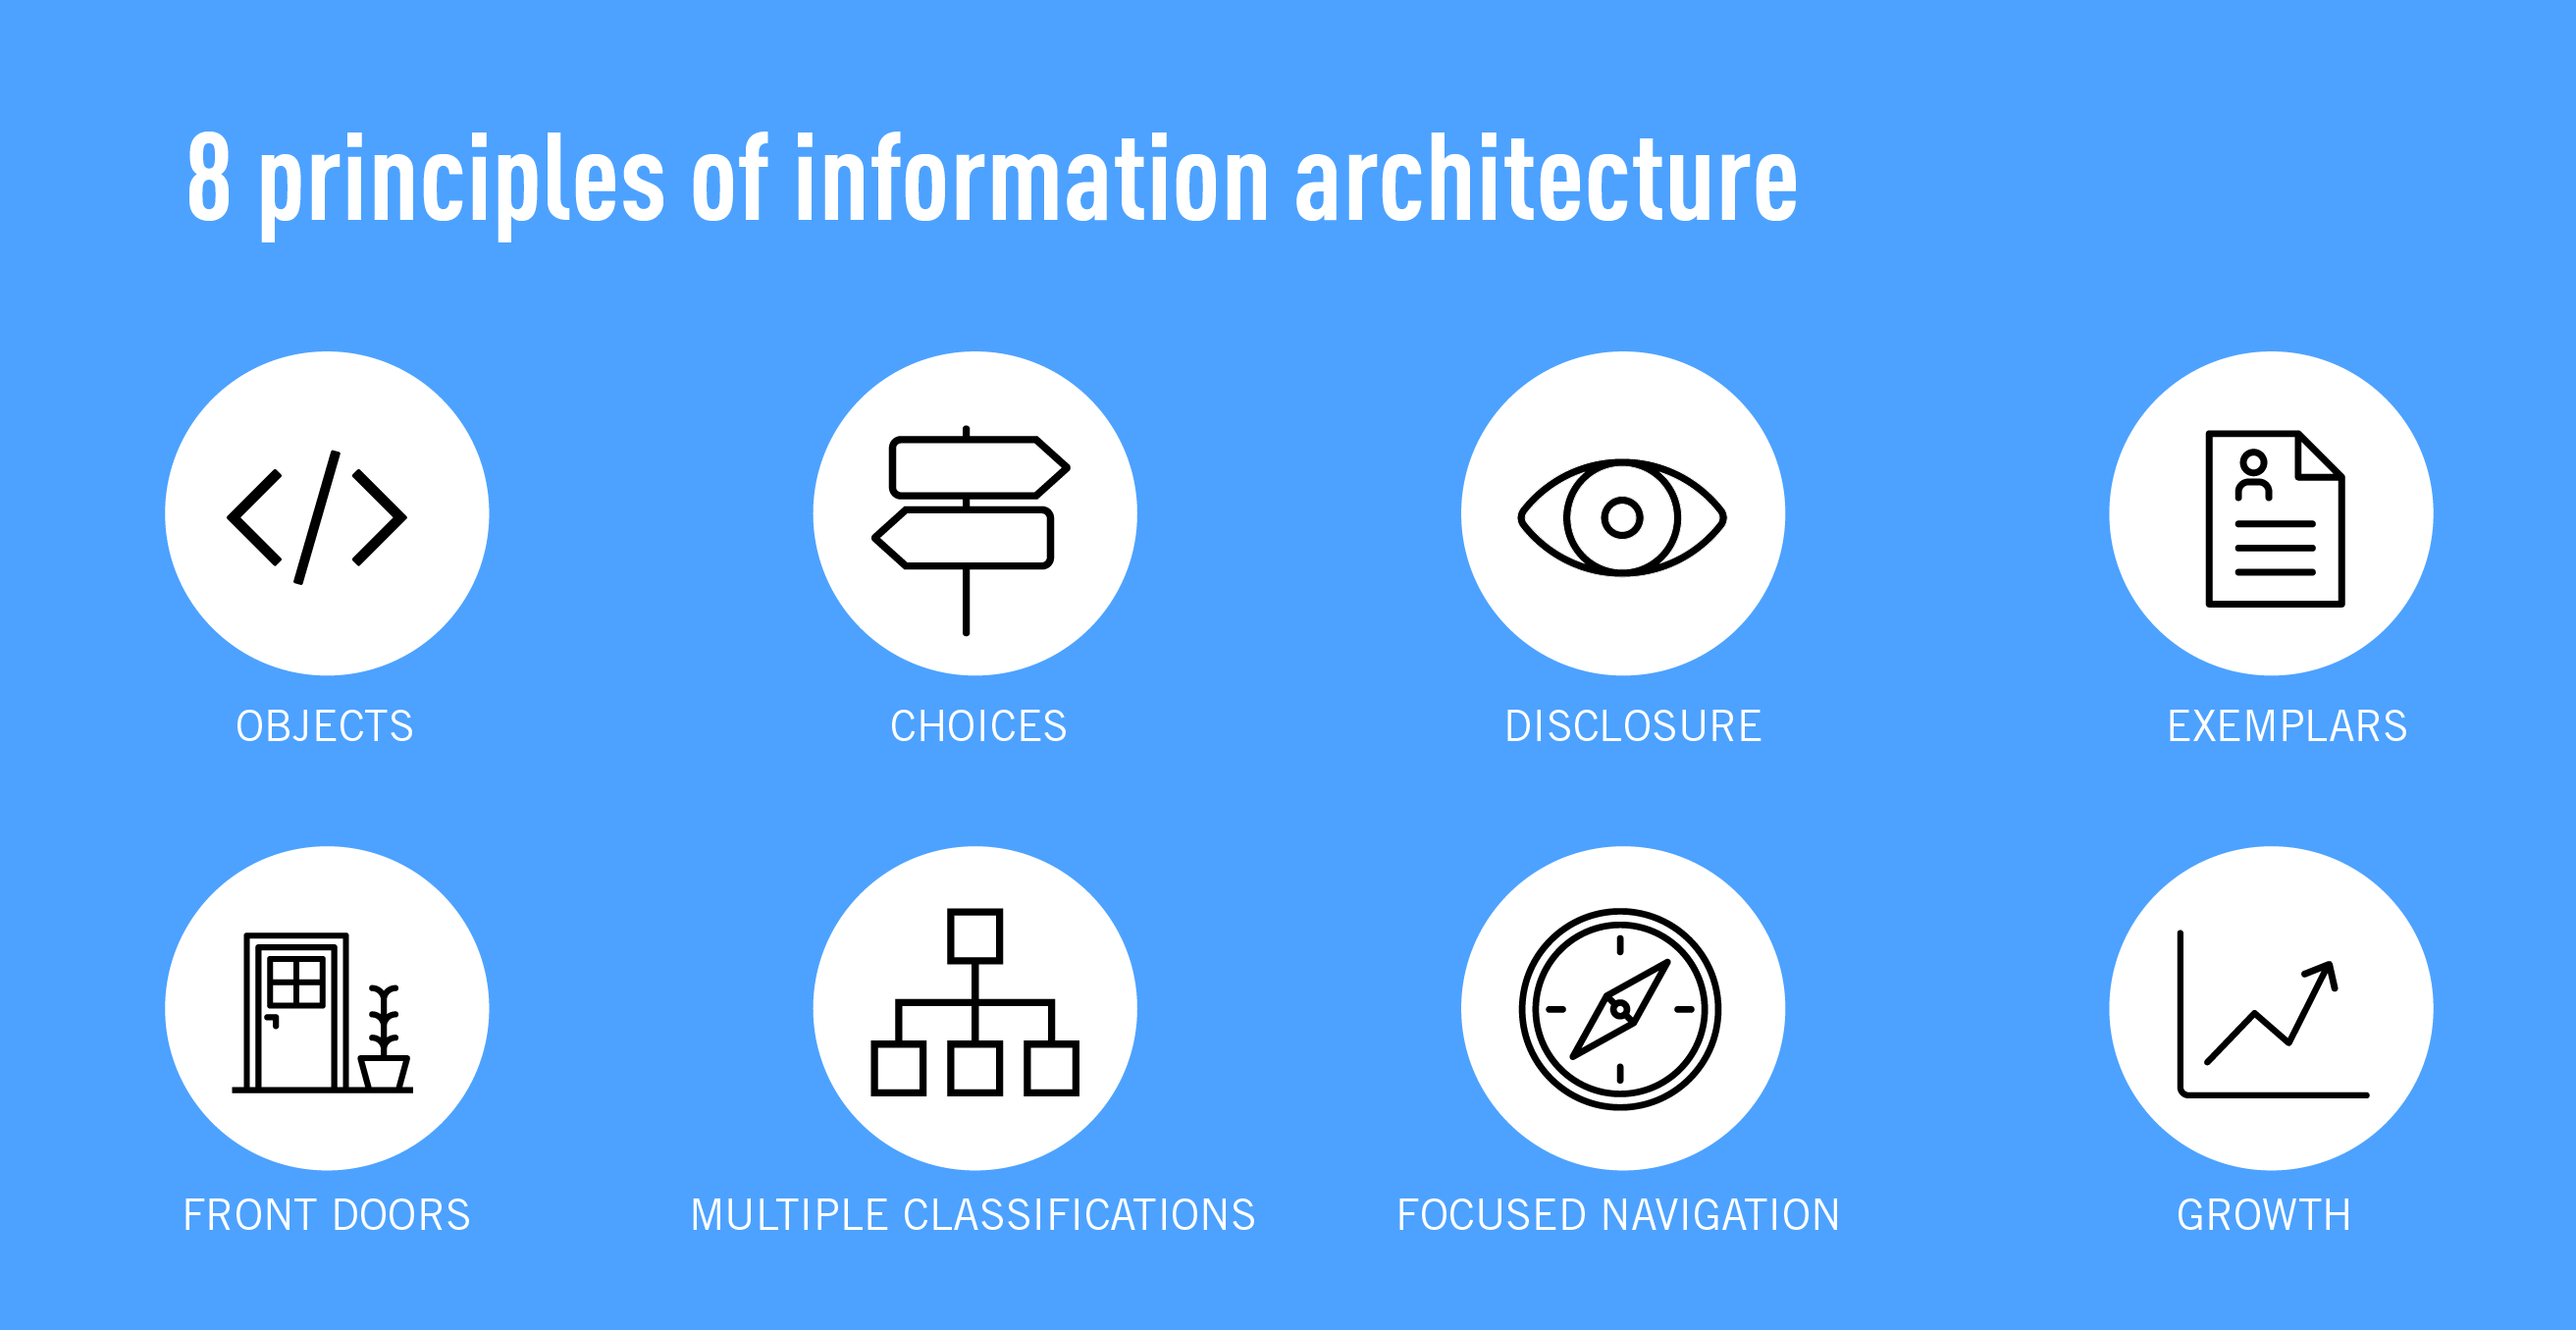 8 principles of information architecture
OBJECTS
CHOICES
DISCLOSURE
EXEMPLARS
FRONT DOORS
MULTIPLE CLASSIFICATIONS
FOCUSED NAVIGATION
GROWTH